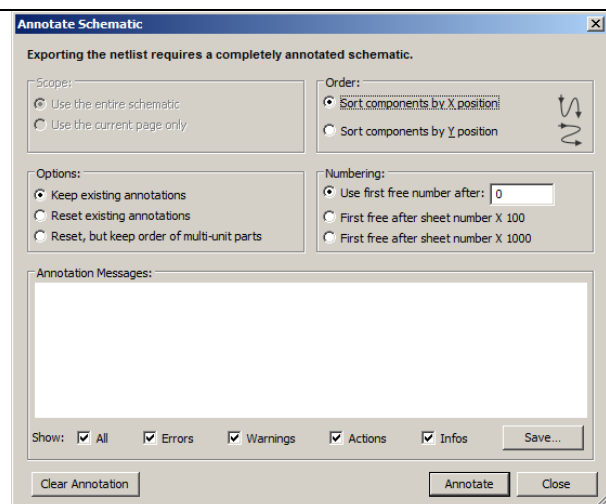 Annotate Schematic
Exporting the netlist requires a completely annotated schematic.
Scope:
Use the entire schematic
Use the current page only
Order:
Sort components by X position
Sort components by Y position
Options:
Keep existing annotations
Reset existing annotations
Reset, but keep order of multi-unit parts
Numbering:
Use first free number after: 0
First free after sheet number X 100
First free after sheet number X 1000
Annotation Messages:
Show: All Errors Warnings Actions Infos Save...
Clear Annotation Annotate Close